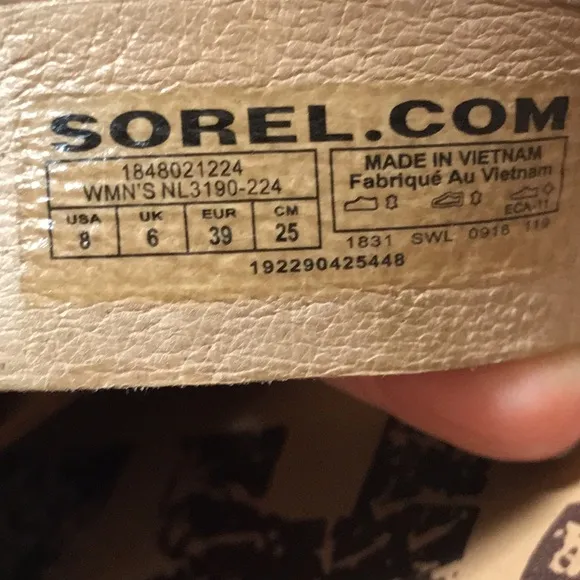 SOREL.COM
1848021224
WMN'S NL3190-224
USA UK EUR CM
8 6 39 25
MADE IN VIETNAM
Fabriqué Au Vietnam
ECA-11
1831 SWL 0918 119
192290425448